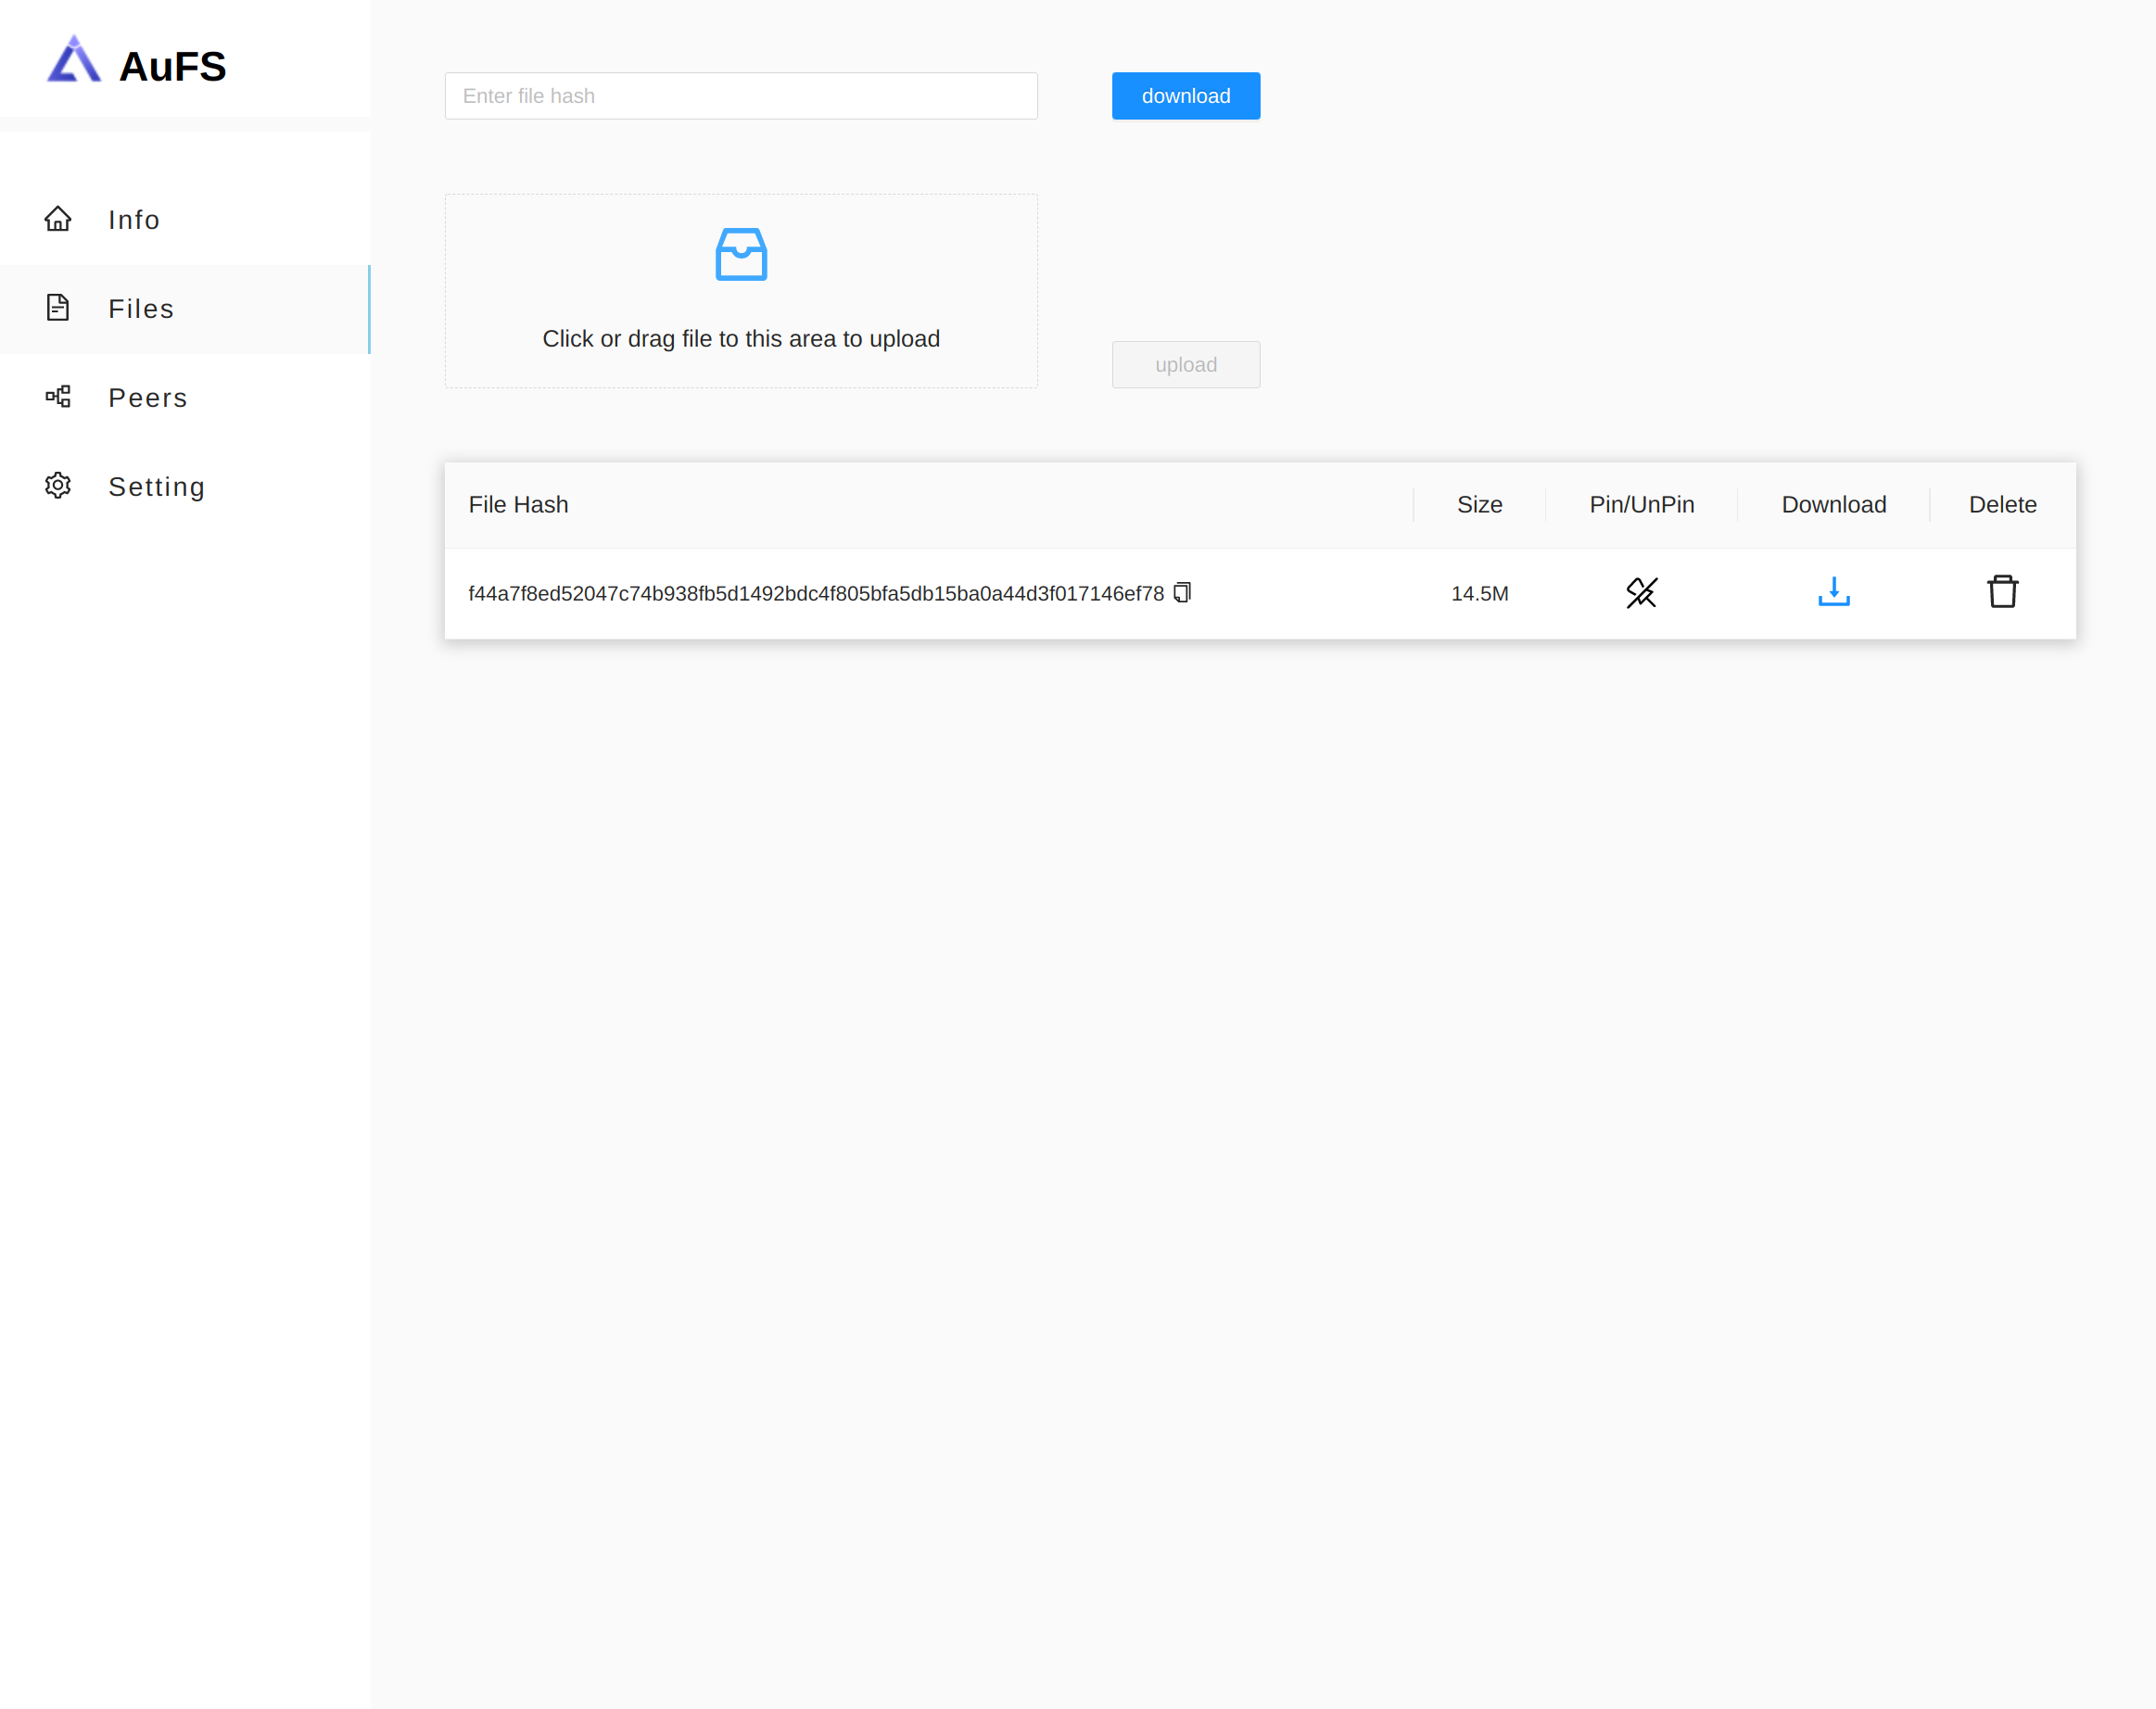 AuFS
Enter file hash
download
Info
Files
Click or drag file to this area to upload
upload
Peers
Setting
File Hash Size Pin/UnPin Download Delete
f44a7f8ed52047c74b938fb5d1492bdc4f805bfa5db15ba0a44d3f017146ef78 14.5M